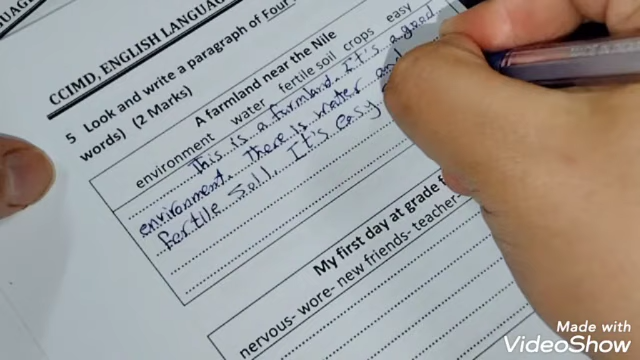 GUAGE
CCIMD, ENGLISH LANGUAG
5 Look and write a paragraph of Four
words) (2 Marks)
A farmland near the Nile
environment water fertile soil crops easy
This is a farmland. It's a good
environment. There is water and
fertile soil. It's easy
My first day at grade f
nervous- wore- new friends- teacher-
Made with
VideoShow